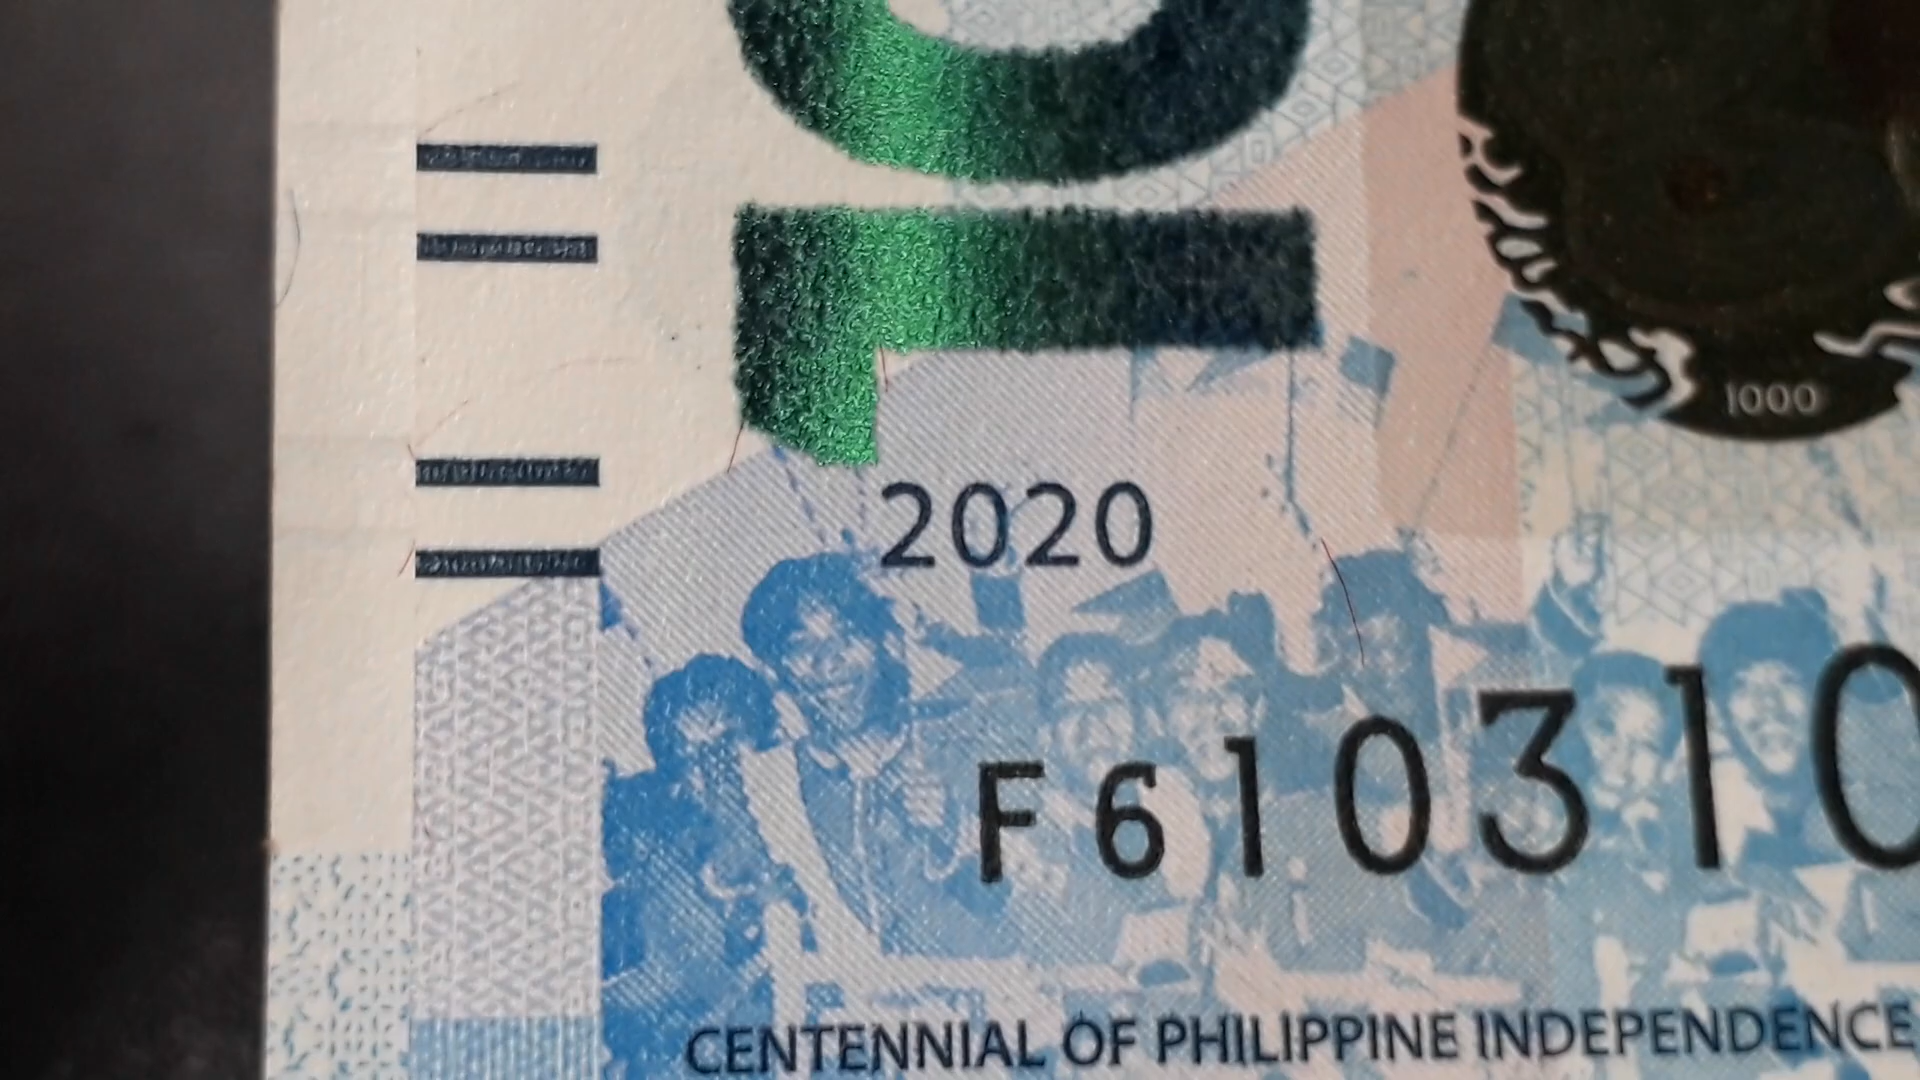 1000
2020
F610310
CENTENNIAL OF PHILIPPINE INDEPENDENCE